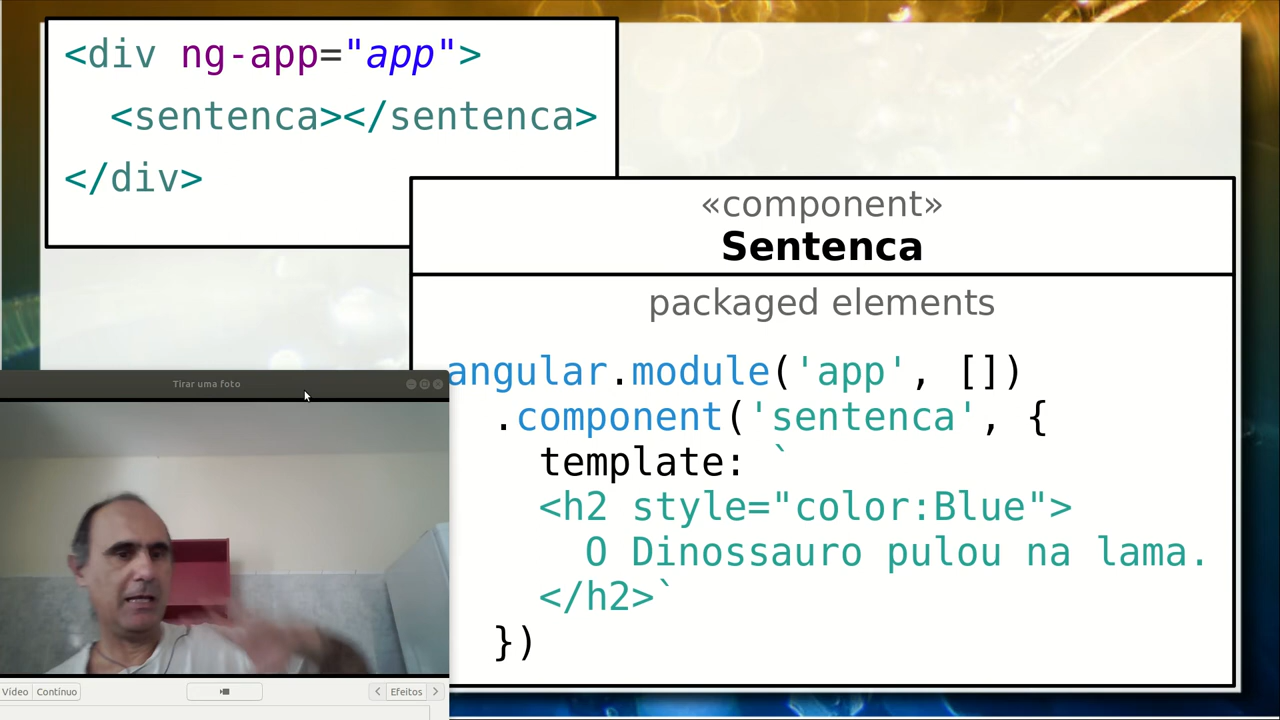 <div ng-app="app">
<sentenca></sentenca>
</div>
«component»
Sentenca
packaged elements
angular.module('app', [])
.component('sentenca', {
template: `
<h2 style="color:Blue">
O Dinossauro pulou na lama.
</h2>`
})
Tirar uma foto
Vídeo Contínuo
Efeitos